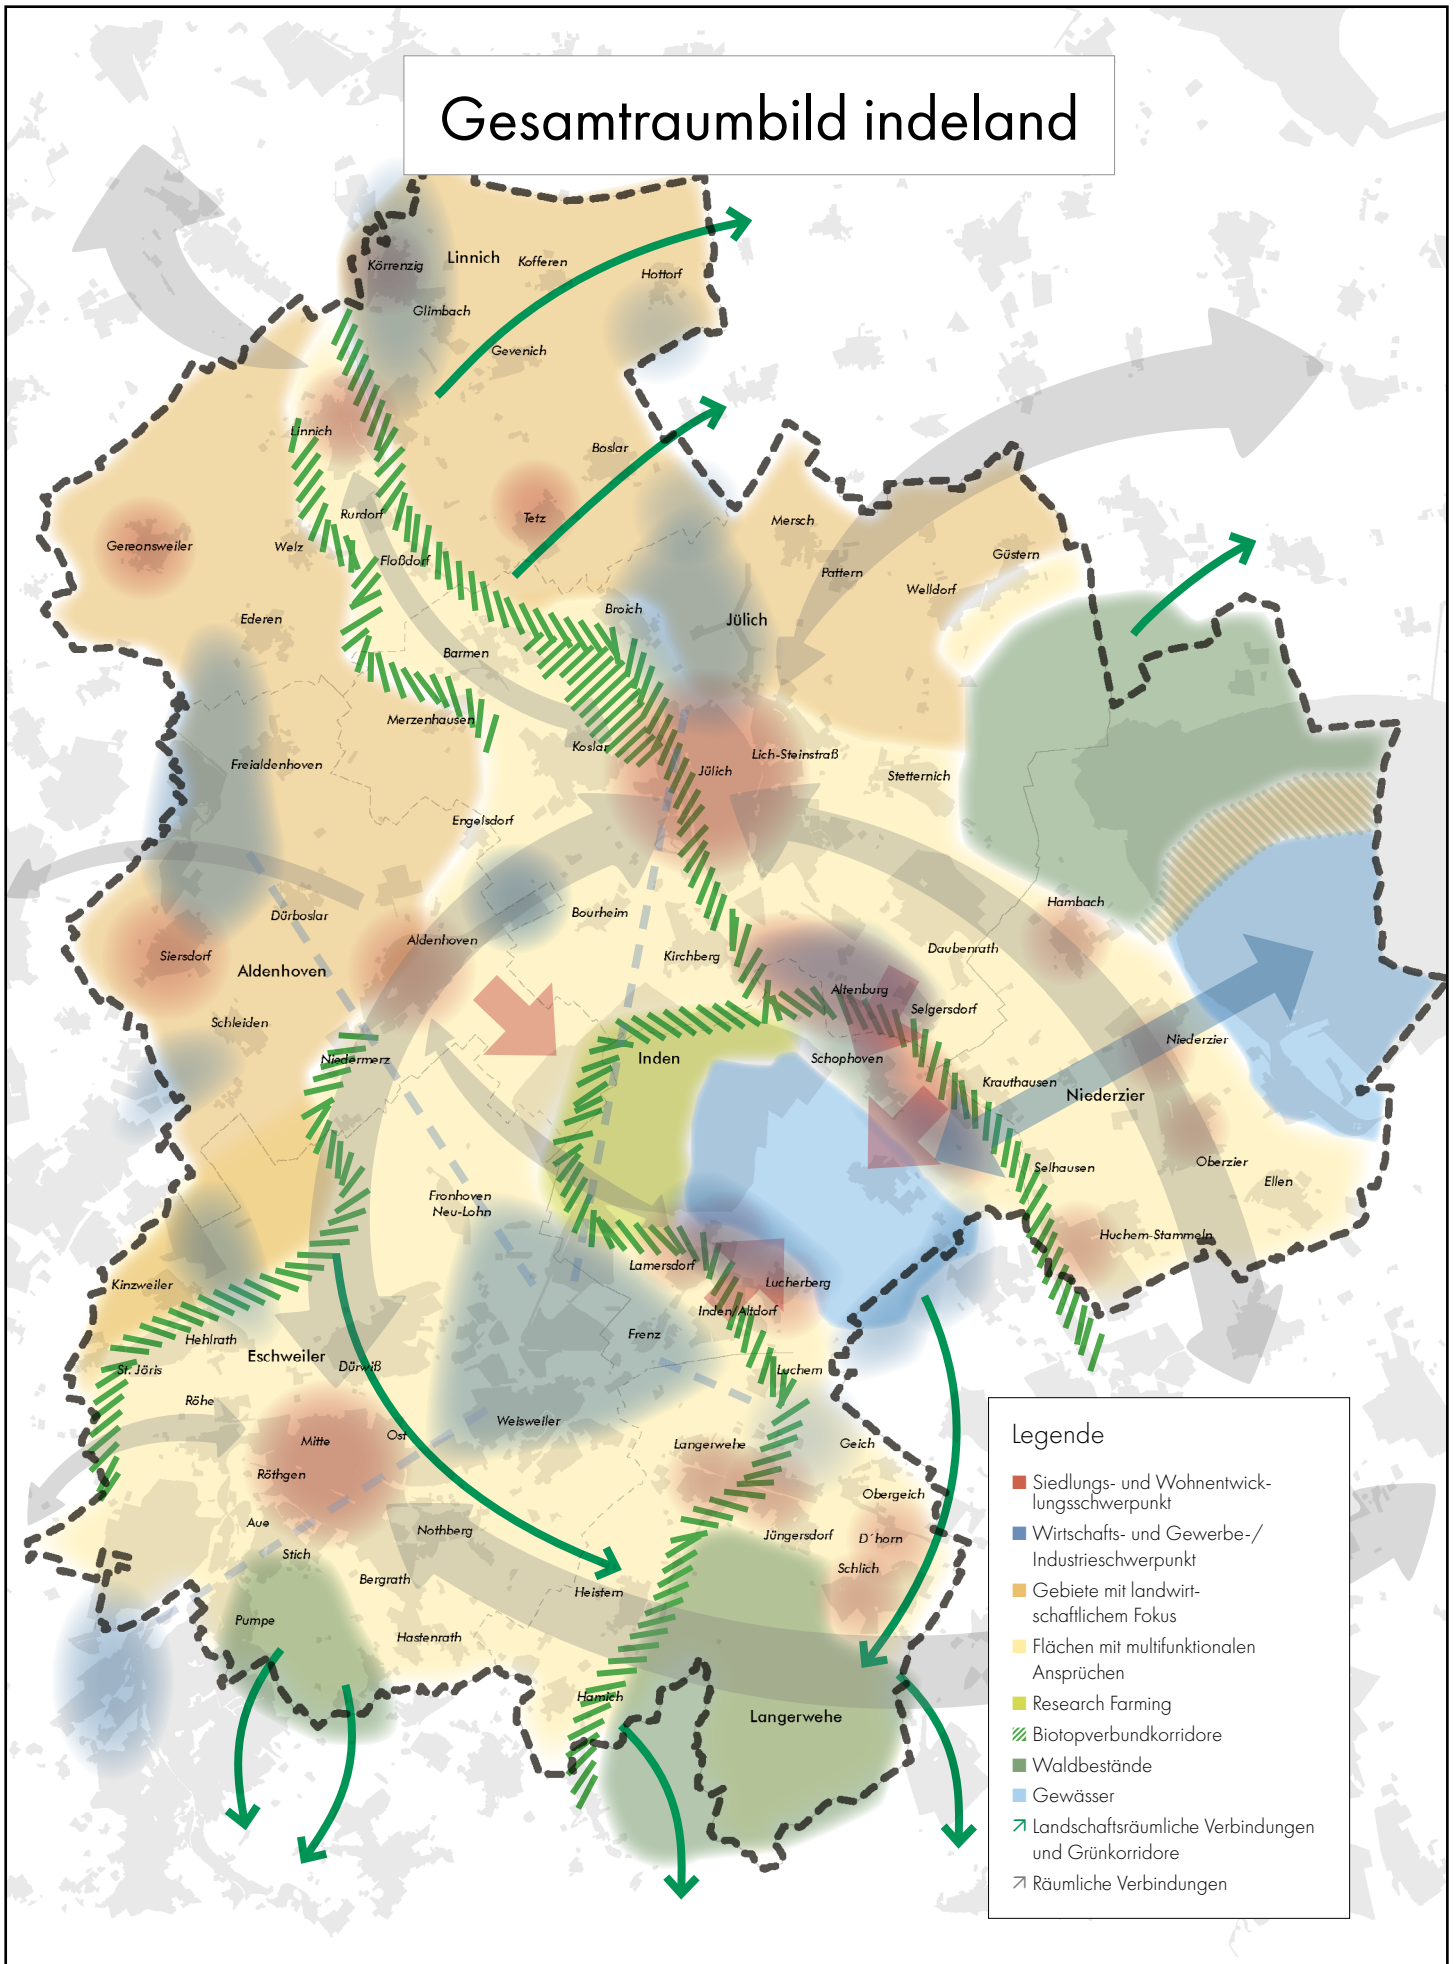 Gesamtraumbild indeland
Körrenzig
Linnich
Kofferen
Hottorf
Glimbach
Gevenich
Linnich
Boslar
Rurdorf
Tetz
Mersch
Gereonsweiler
Welz
Floßdorf
Güstern
Pattern
Welldorf
Ederen
Broich
Jülich
Barmen
Merzenhausen
Koslar
Lich-Steinstraß
Freialdenhoven
Jülich
Stetternich
Engelsdorf
Hambach
Dürboslar
Bourheim
Aldenhoven
Daubenrath
Siersdorf
Kirchberg
Aldenhoven
Altenburg
Selgersdorf
Schleiden
Niederzier
Niedermerz
Inden
Schophoven
Krauthausen
Niederzier
Oberzier
Selhausen
Ellen
Fronhoven
Neu-Lohn
Huchem-Stammeln
Lamersdorf
Kinzweiler
Lucherberg
Inden/Altdorf
Hehlrath
Frenz
Eschweiler
St. Jöris
Dürwiß
Luchem
Röhe
Weisweiler
Mitte
Ost
Langerwehe
Geich
Röthgen
Obergeich
Aue
Nothberg
Jüngersdorf
D´horn
Stich
Schlich
Bergrath
Heistern
Pumpe
Hastenrath
Hamich
Langerwehe
Legende
Siedlungs- und Wohnentwick-
lungsschwerpunkt
Wirtschafts- und Gewerbe-/
Industrieschwerpunkt
Gebiete mit landwirt-
schaftlichem Fokus
Flächen mit multifunktionalen
Ansprüchen
Research Farming
Biotopverbundkorridore
Waldbestände
Gewässer
Landschaftsräumliche Verbindungen
und Grünkorridore
Räumliche Verbindungen